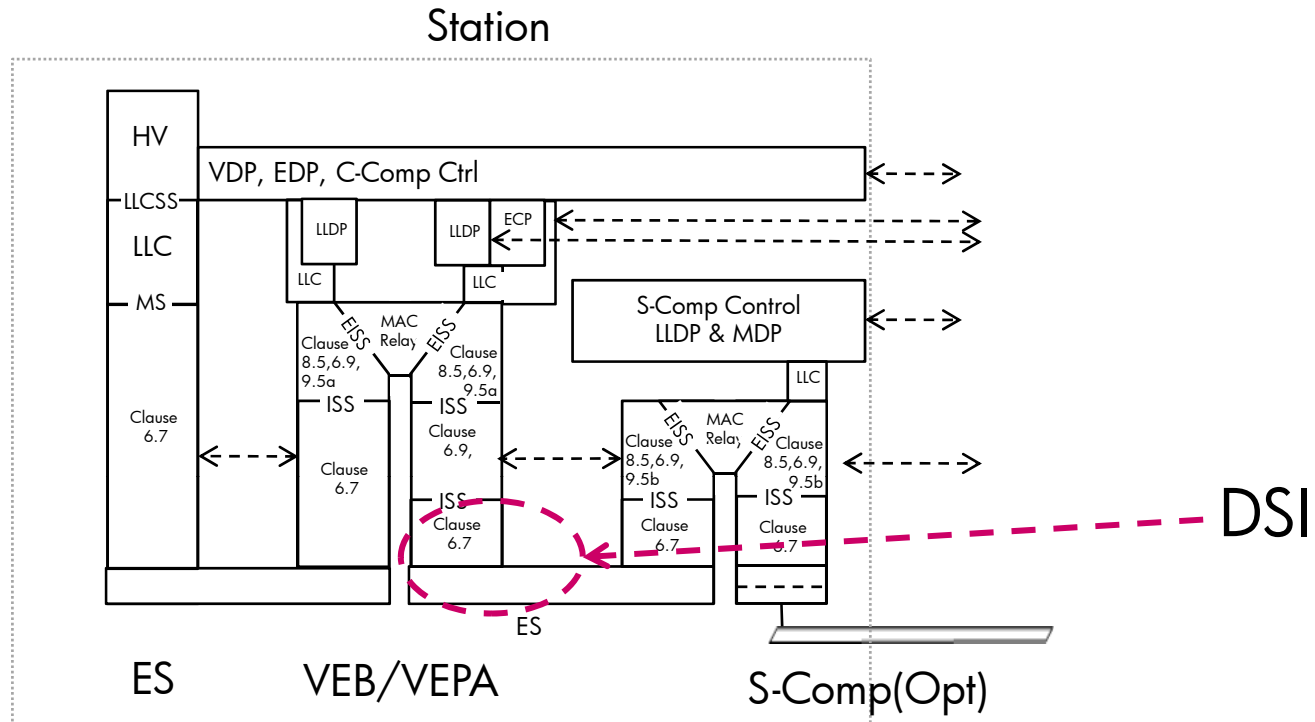 Station
HV
VDP, EDP, C-Comp Ctrl
LLCSS
LLC
MS
Clause
6.7
LLDP
LLC
LLDP
ECP
LLC
EISS
MAC
Relay
EISS
Clause
8.5,6.9,
9.5a
Clause
8.5,6.9,
9.5a
ISS
ISS
Clause
6.7
Clause
6.9,
ISS
Clause
6.7
S-Comp Control
LLDP & MDP
LLC
EISS
MAC
Relay
EISS
Clause
8.5,6.9,
9.5b
Clause
8.5,6.9,
9.5b
ISS
ISS
Clause
6.7
Clause
6.7
DSI
ES
ES
VEB/VEPA
S-Comp(Opt)